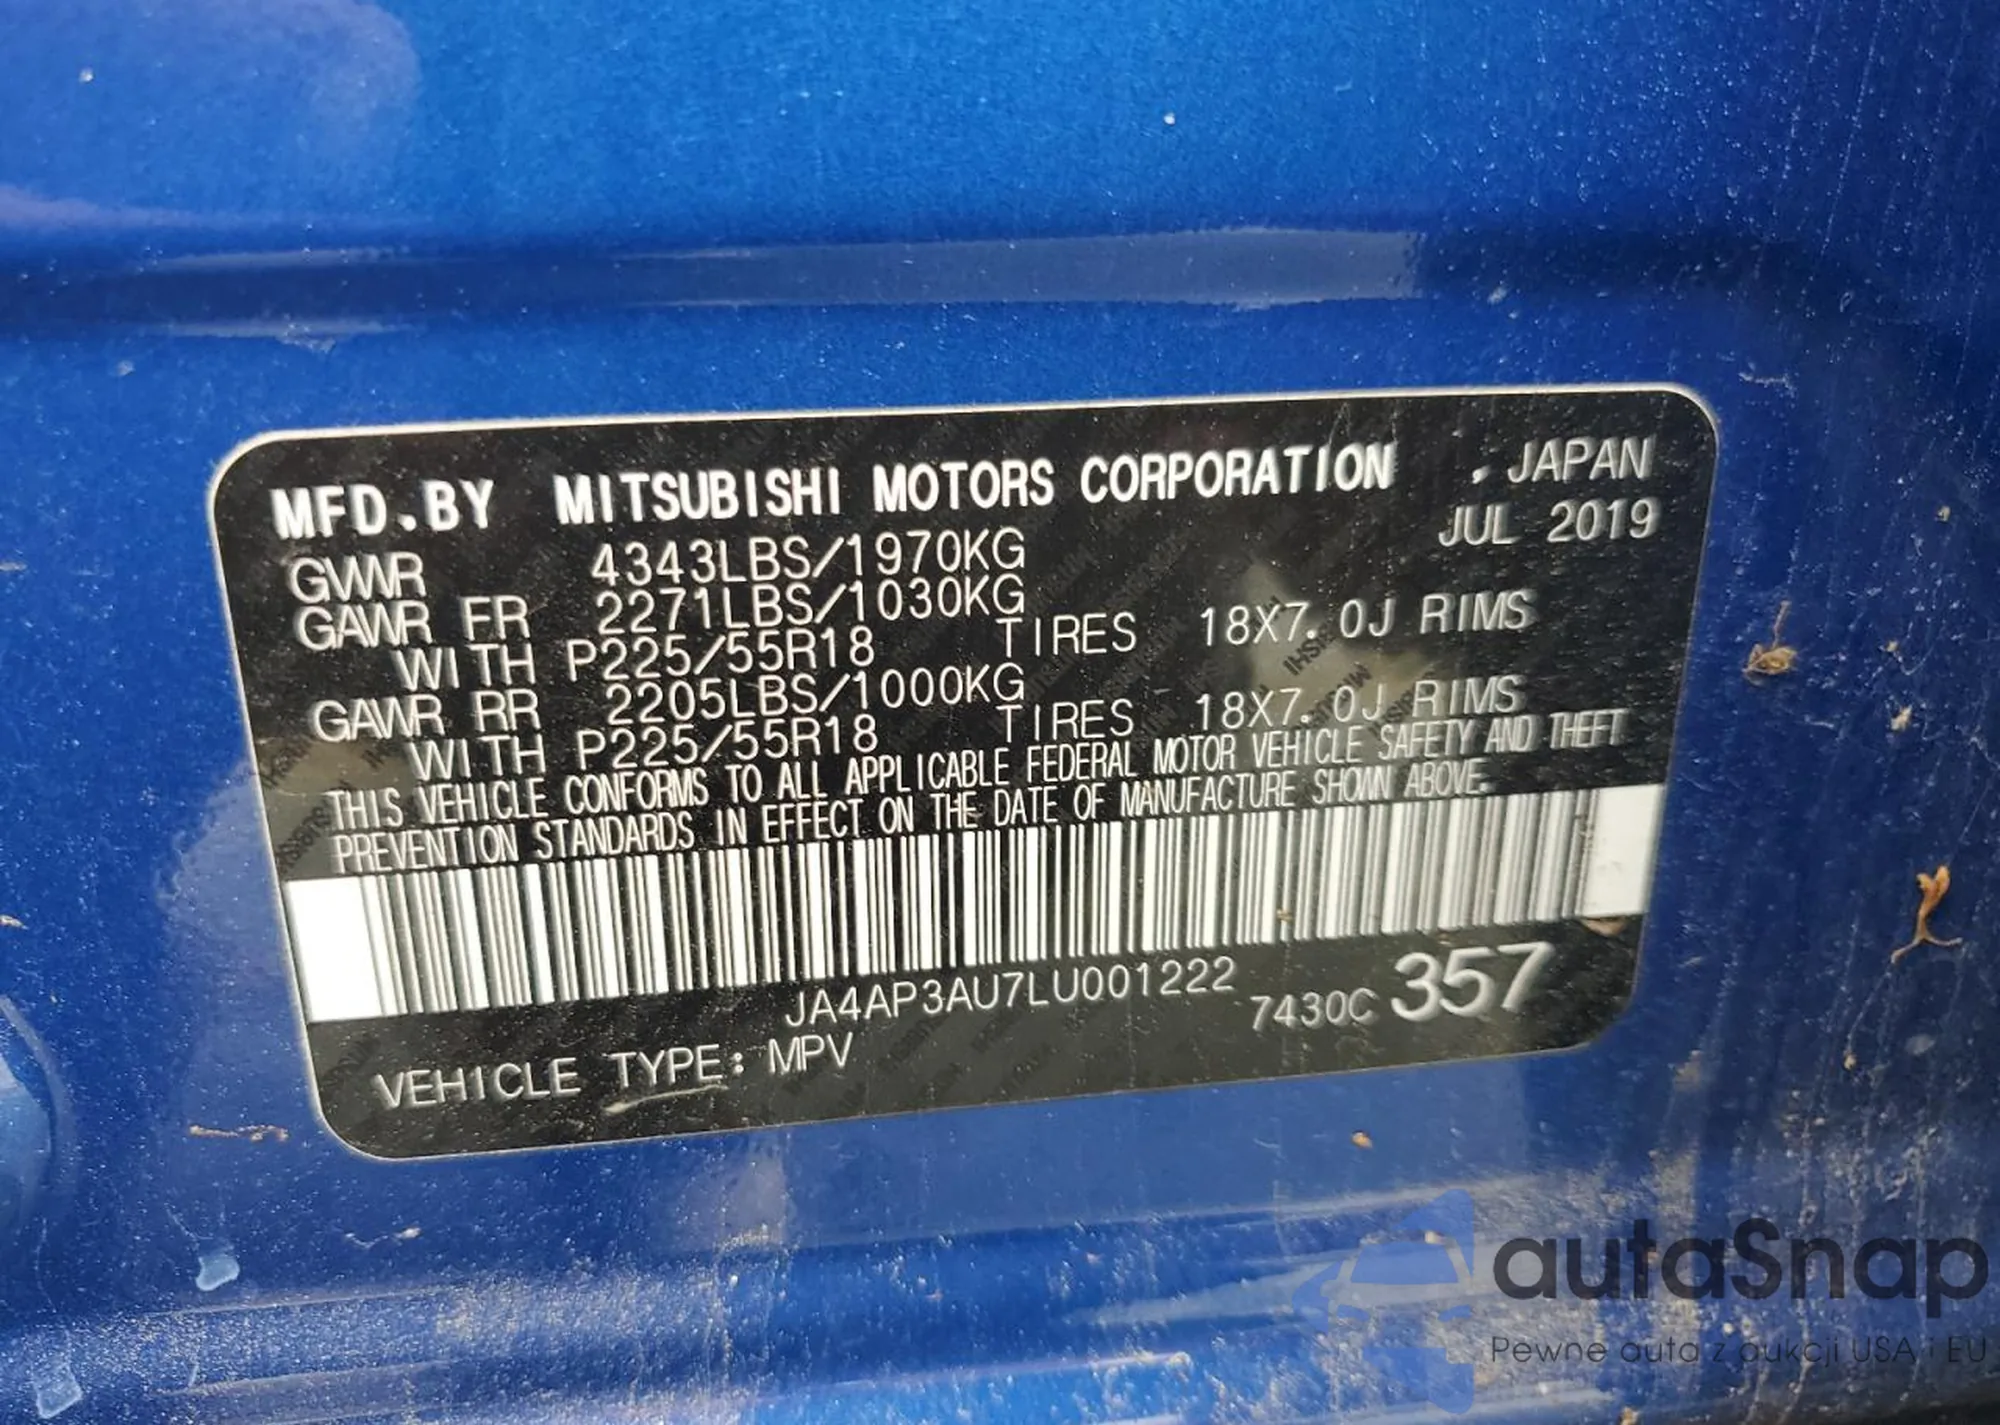 MFD.BY MITSUBISHI MOTORS CORPORATION , JAPAN
JUL 2019
GVWR 4343LBS/1970KG
GAWR FR 2271LBS/1030KG
WITH P225/55R18 TIRES 18X7.0J RIMS
GAWR RR 2205LBS/1000KG
WITH P225/55R18 TIRES 18X7.0J RIMS
THIS VEHICLE CONFORMS TO ALL APPLICABLE FEDERAL MOTOR VEHICLE SAFETY AND THEFT
PREVENTION STANDARDS IN EFFECT ON THE DATE OF MANUFACTURE SHOWN ABOVE.
JA4AP3AU7LU001222 7430C 357
VEHICLE TYPE: MPV
autaSnap
Pewne auta z aukcji USA i EU